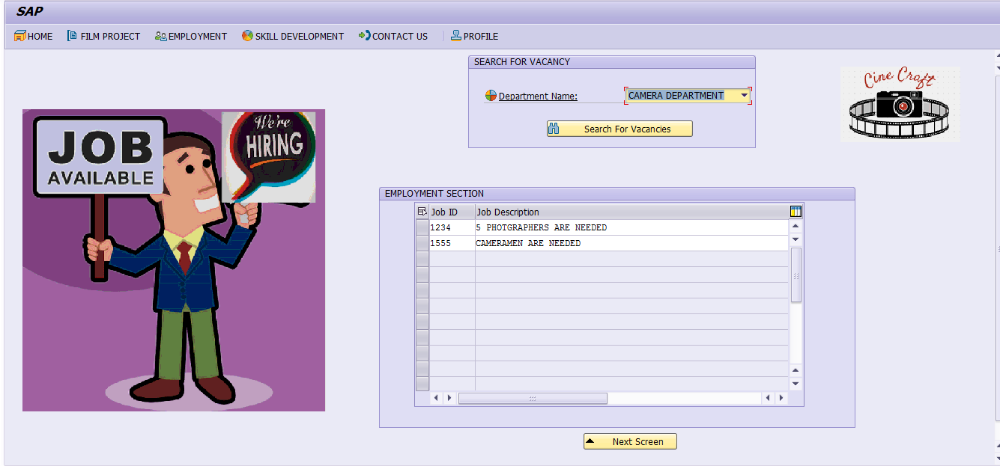 SAP
HOME FILM PROJECT EMPLOYMENT SKILL DEVELOPMENT CONTACT US PROFILE
SEARCH FOR VACANCY
Department Name: CAMERA DEPARTMENT
Search For Vacancies
Cine Craft
JOB
AVAILABLE
We're
HIRING
EMPLOYMENT SECTION
Job ID Job Description
1234 5 PHOTGRAPHERS ARE NEEDED
1555 CAMERAMEN ARE NEEDED
Next Screen